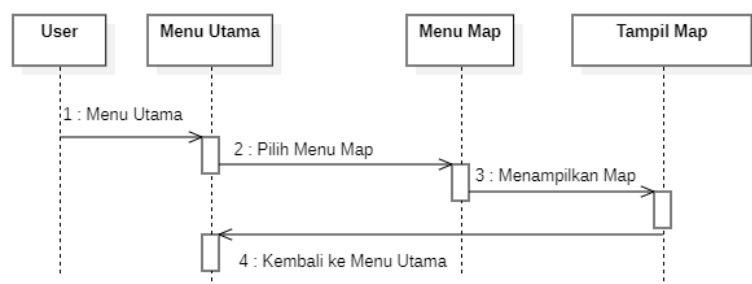 User
Menu Utama
Menu Map
Tampil Map
1 : Menu Utama
2 : Pilih Menu Map
3 : Menampilkan Map
4 : Kembali ke Menu Utama